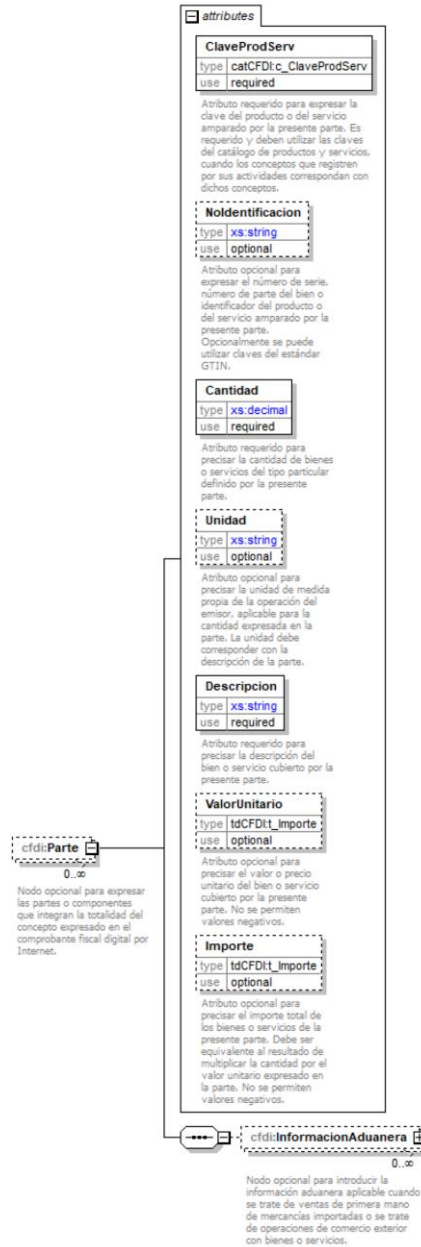 attributes
ClaveProdServ
type catCFDI:c_ClaveProdServ
use required
Atributo requerido para expresar la
clave del producto o del servicio
amparado por la presente parte. Es
requerido y deben utilizar las claves
del catálogo de productos y servicios,
cuando los conceptos que registren
por sus actividades correspondan con
dichos conceptos.
NoIdentificacion
type xs:string
use optional
Atributo opcional para
expresar el número de serie,
número de parte del bien o
identificador del producto o
del servicio amparado por la
presente parte.
Opcionalmente se puede
utilizar claves del estándar
GTIN.
Cantidad
type xs:decimal
use required
Atributo requerido para
precisar la cantidad de bienes
o servicios del tipo particular
definido por la presente
parte.
Unidad
type xs:string
use optional
Atributo opcional para
precisar la unidad de medida
propia de la operación del
emisor, aplicable para la
cantidad expresada en la
parte. La unidad debe
corresponder con la
descripción de la parte.
Descripcion
type xs:string
use required
Atributo requerido para
precisar la descripción del
bien o servicio cubierto por la
presente parte.
ValorUnitario
type tdCFDI:t_Importe
use optional
Atributo opcional para
precisar el valor o precio
unitario del bien o servicio
cubierto por la presente
parte. No se permiten
valores negativos.
Importe
type tdCFDI:t_Importe
use optional
Atributo opcional para
precisar el importe total de
los bienes o servicios de la
presente parte. Debe ser
equivalente al resultado de
multiplicar la cantidad por el
valor unitario expresado en
la parte. No se permiten
valores negativos.
cfdi:Parte
0..∞
Nodo opcional para expresar
las partes o componentes
que integran la totalidad del
concepto expresado en el
comprobante fiscal digital por
Internet.
cfdi:InformacionAduanera
0..∞
Nodo opcional para introducir la
información aduanera aplicable cuando
se trate de ventas de primera mano
de mercancías importadas o se trate
de operaciones de comercio exterior
con bienes o servicios.